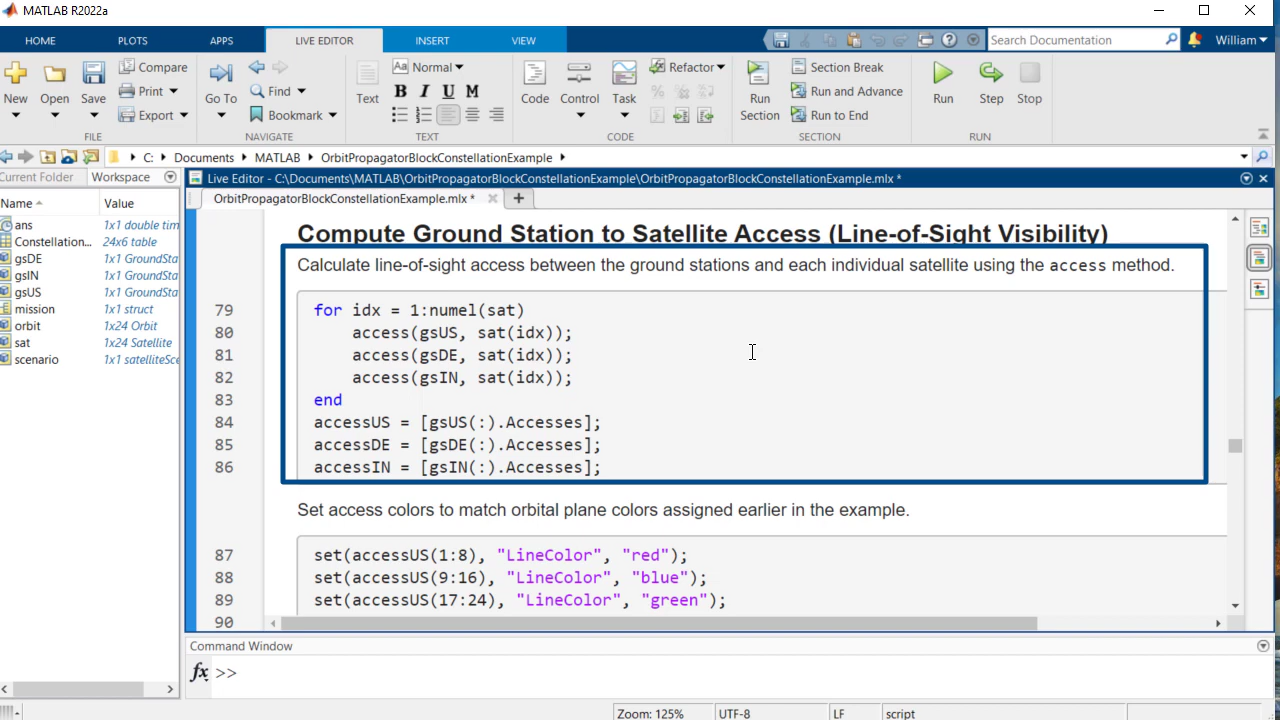 MATLAB R2022a
HOME PLOTS APPS LIVE EDITOR INSERT VIEW Search Documentation William
New Open Save Compare Print Export Go To Find Bookmark Text Aa Normal B I U M Code Control Task Refactor Run Section Section Break Run and Advance Run to End Run Step Stop
FILE NAVIGATE TEXT CODE SECTION RUN
C: Documents MATLAB OrbitPropagatorBlockConstellationExample
Current Folder Workspace
Live Editor - C:\Documents\MATLAB\OrbitPropagatorBlockConstellationExample\OrbitPropagatorBlockConstellationExample.mlx *
OrbitPropagatorBlockConstellationExample.mlx * +
Name Value
ans 1x1 double tim
Constellation... 24x6 table
gsDE 1x1 GroundSta
gsIN 1x1 GroundSta
gsUS 1x1 GroundSta
mission 1x1 struct
orbit 1x24 Orbit
sat 1x24 Satellite
scenario 1x1 satelliteSce
Compute Ground Station to Satellite Access (Line-of-Sight Visibility)
Calculate line-of-sight access between the ground stations and each individual satellite using the access method.
79 for idx = 1:numel(sat)
80 access(gsUS, sat(idx));
81 access(gsDE, sat(idx));
82 access(gsIN, sat(idx));
83 end
84 accessUS = [gsUS(:).Accesses];
85 accessDE = [gsDE(:).Accesses];
86 accessIN = [gsIN(:).Accesses];
Set access colors to match orbital plane colors assigned earlier in the example.
87 set(accessUS(1:8), "LineColor", "red");
88 set(accessUS(9:16), "LineColor", "blue");
89 set(accessUS(17:24), "LineColor", "green");
90
Command Window
fx >>
Zoom: 125% UTF-8 LF script